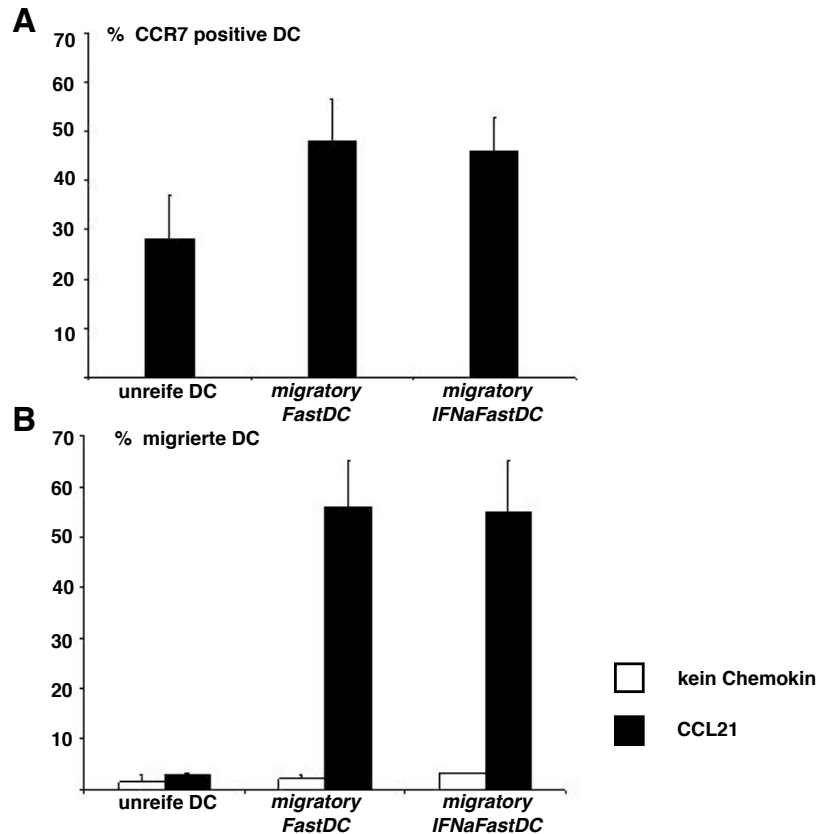 A
% CCR7 positive DC
70
60
50
40
30
20
10
unreife DC
migratory
FastDC
migratory
IFNaFastDC
B
% migrierte DC
70
60
50
40
30
20
10
unreife DC
migratory
FastDC
migratory
IFNaFastDC
kein Chemokin
CCL21